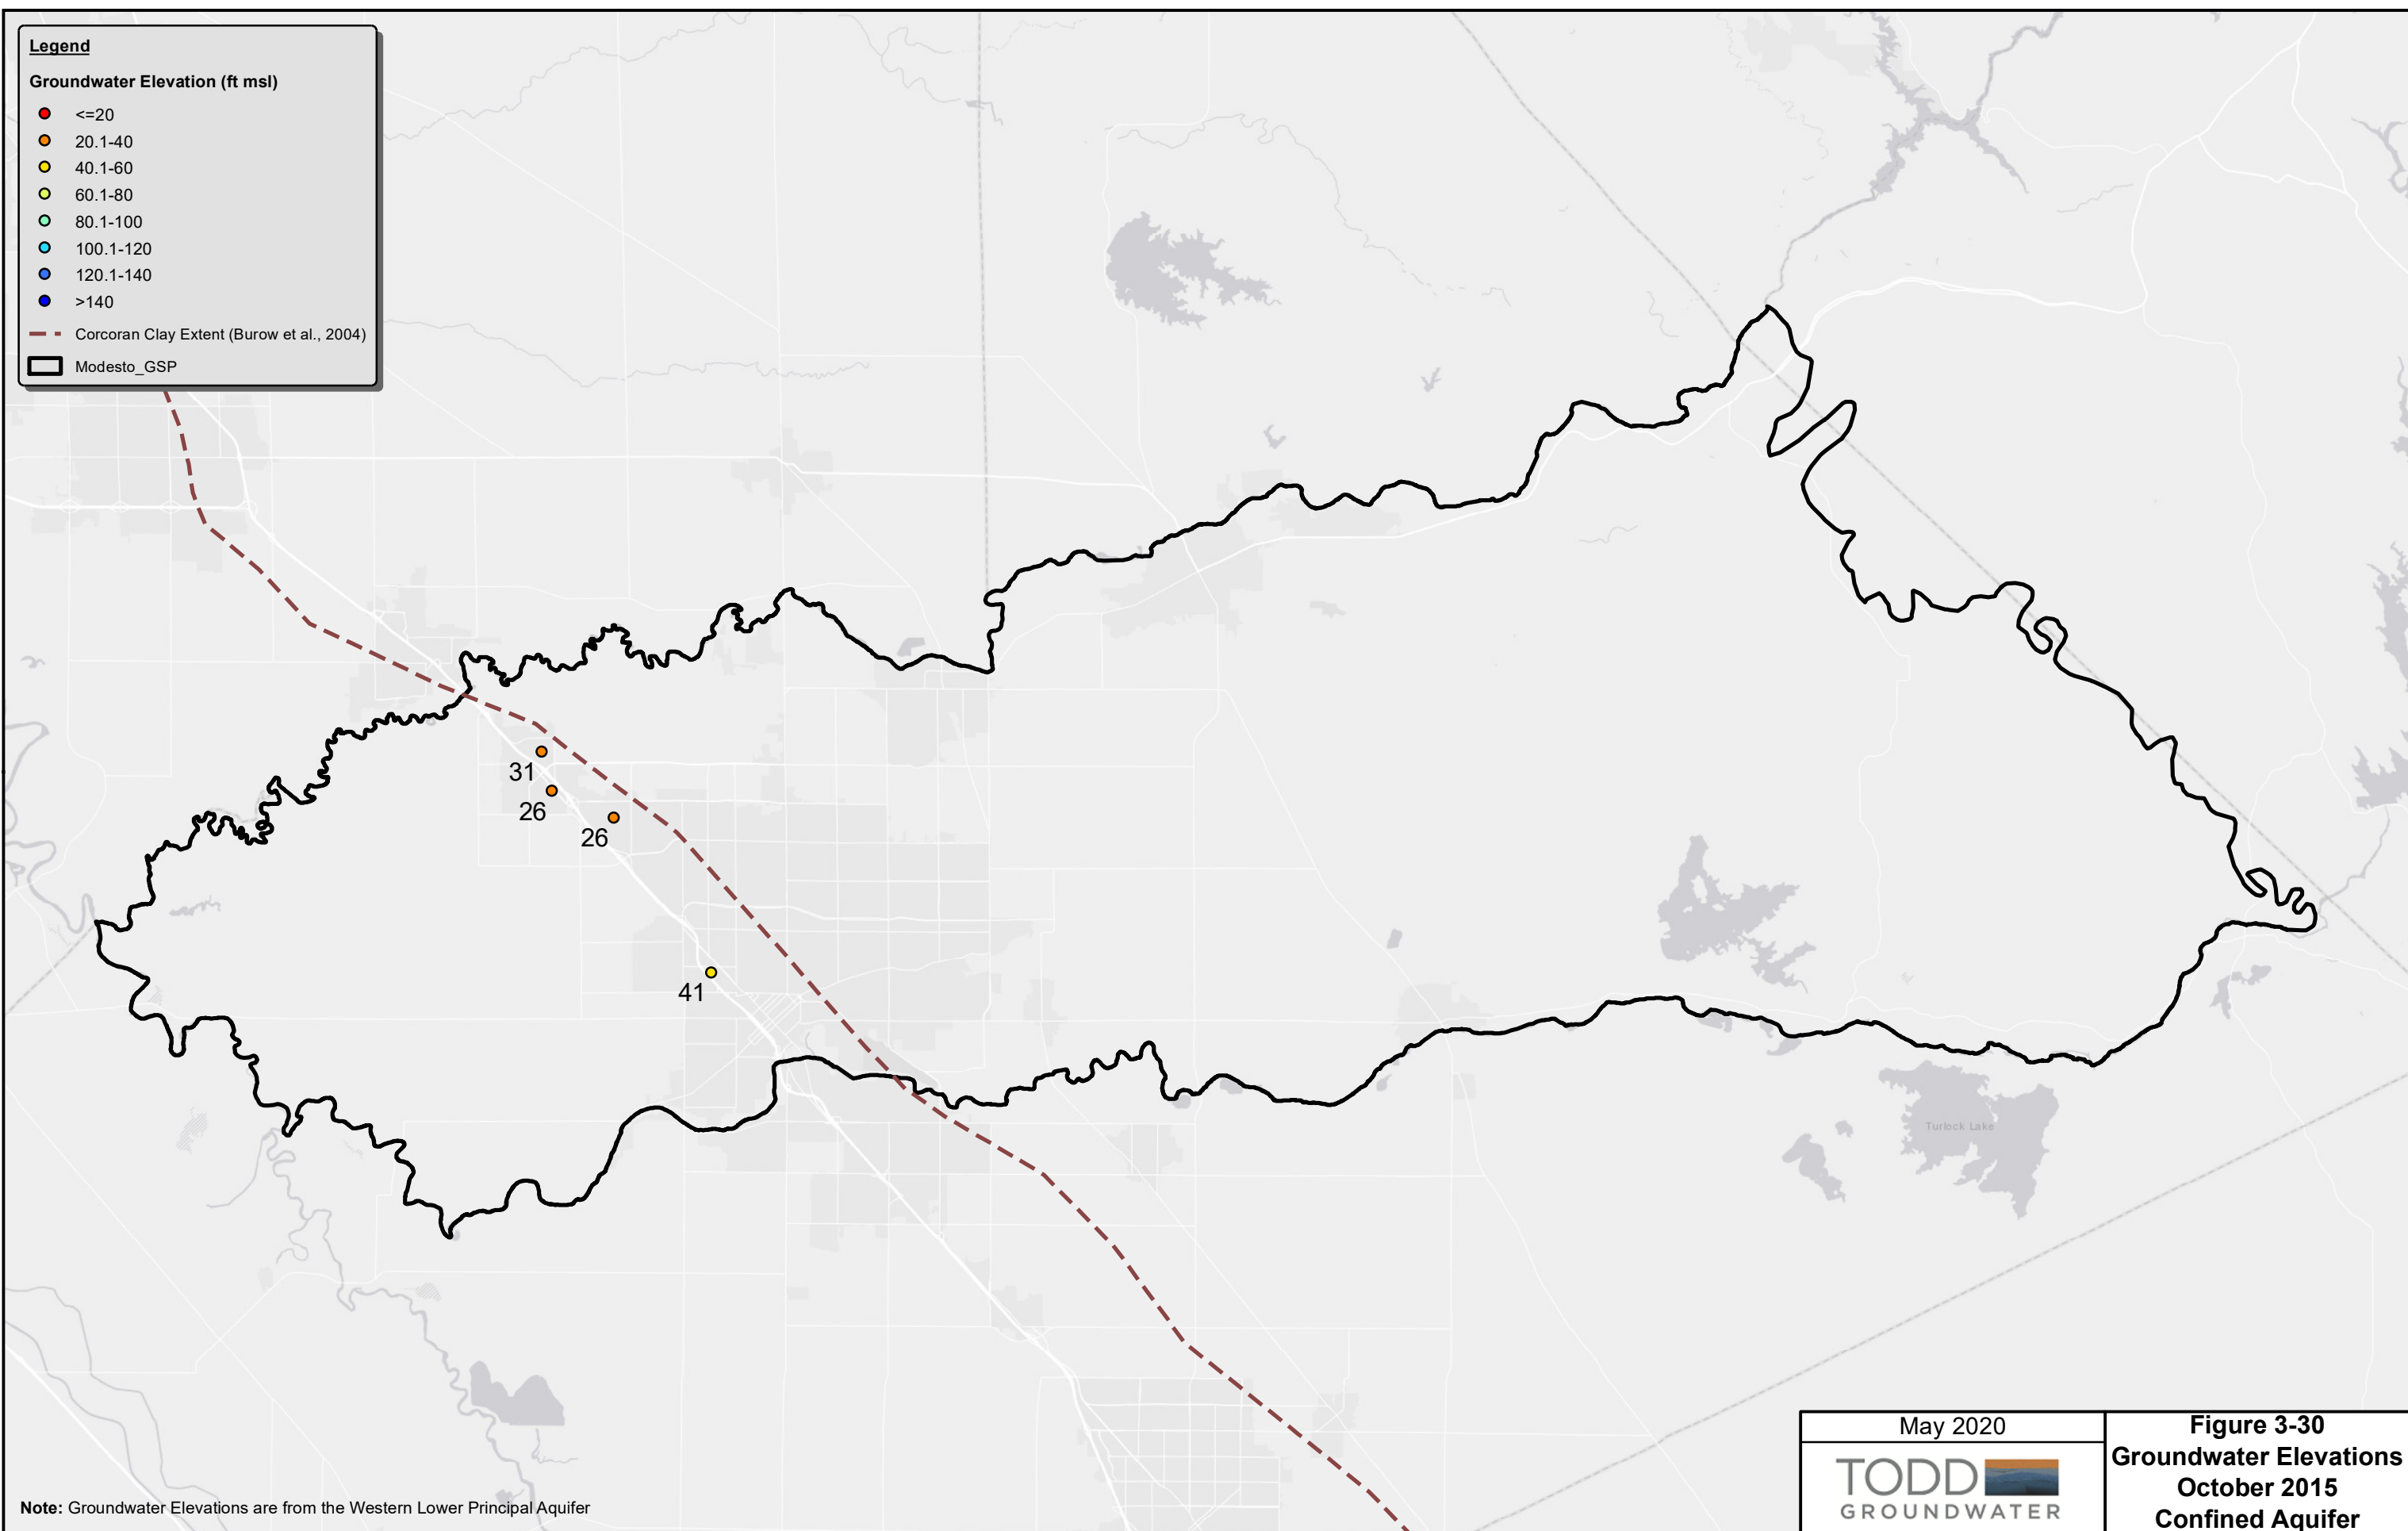 Legend
Groundwater Elevation (ft msl)
<=20
20.1-40
40.1-60
60.1-80
80.1-100
100.1-120
120.1-140
>140
Corcoran Clay Extent (Burow et al., 2004)
Modesto_GSP
31
26
26
41
Turlock Lake
Note: Groundwater Elevations are from the Western Lower Principal Aquifer
May 2020
TODD
GROUNDWATER
Figure 3-30
Groundwater Elevations
October 2015
Confined Aquifer